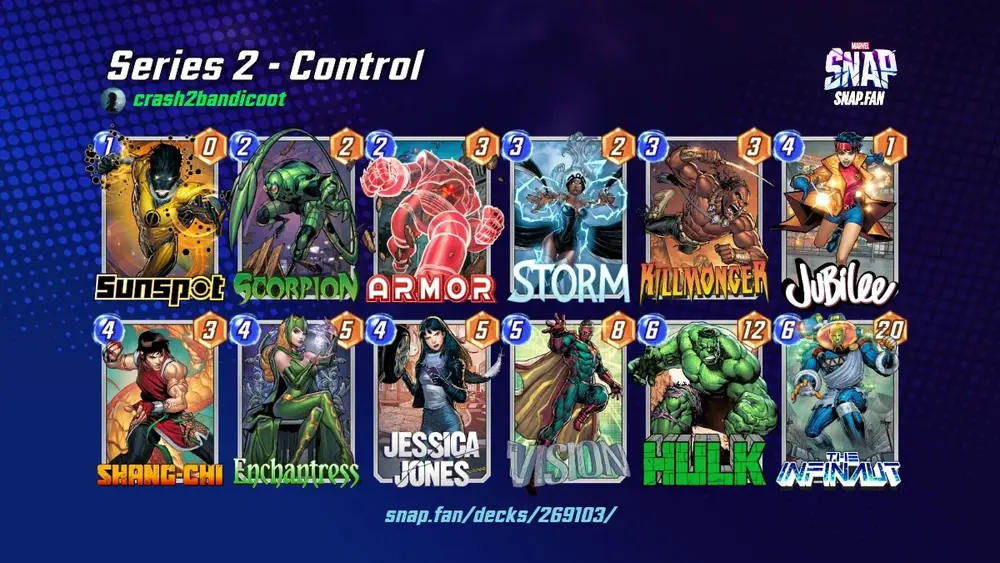 Series 2 - Control
crash2bandicoot
MARVEL
SNAP
SNAP.FAN
1 0 2 2 2 3 3 2 3 3 4 1
Sunspot SCORPION ARMOR STORM KILLMONGER JUBILEE
4 3 4 5 4 5 5 8 6 12 6 20
SHANG-CHI Enchantress JESSICA JONES VISION HULK THE INFINAUT
snap.fan/decks/269103/